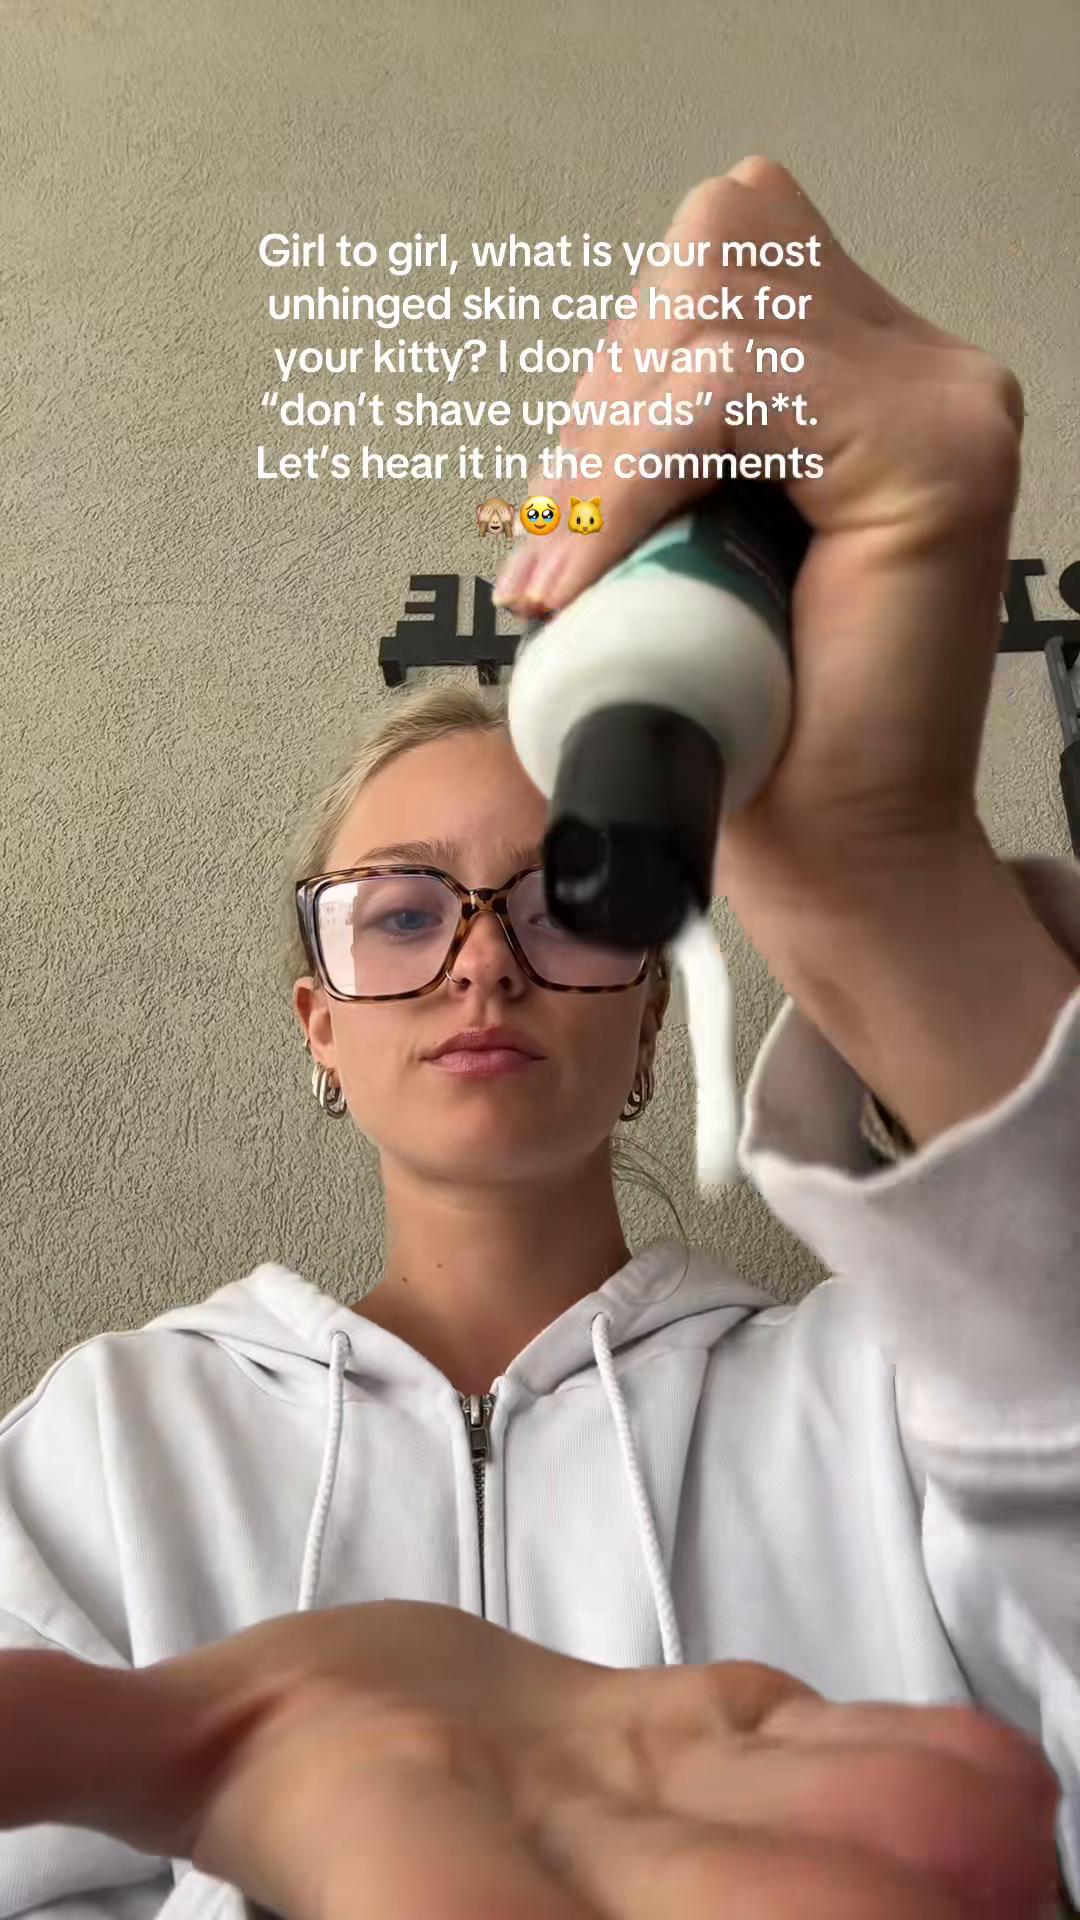 Girl to girl, what is your most
unhinged skin care hack for
your kitty? I don’t want ‘no
“don’t shave upwards” sh*t.
Let’s hear it in the comments
🙈🥹🐱